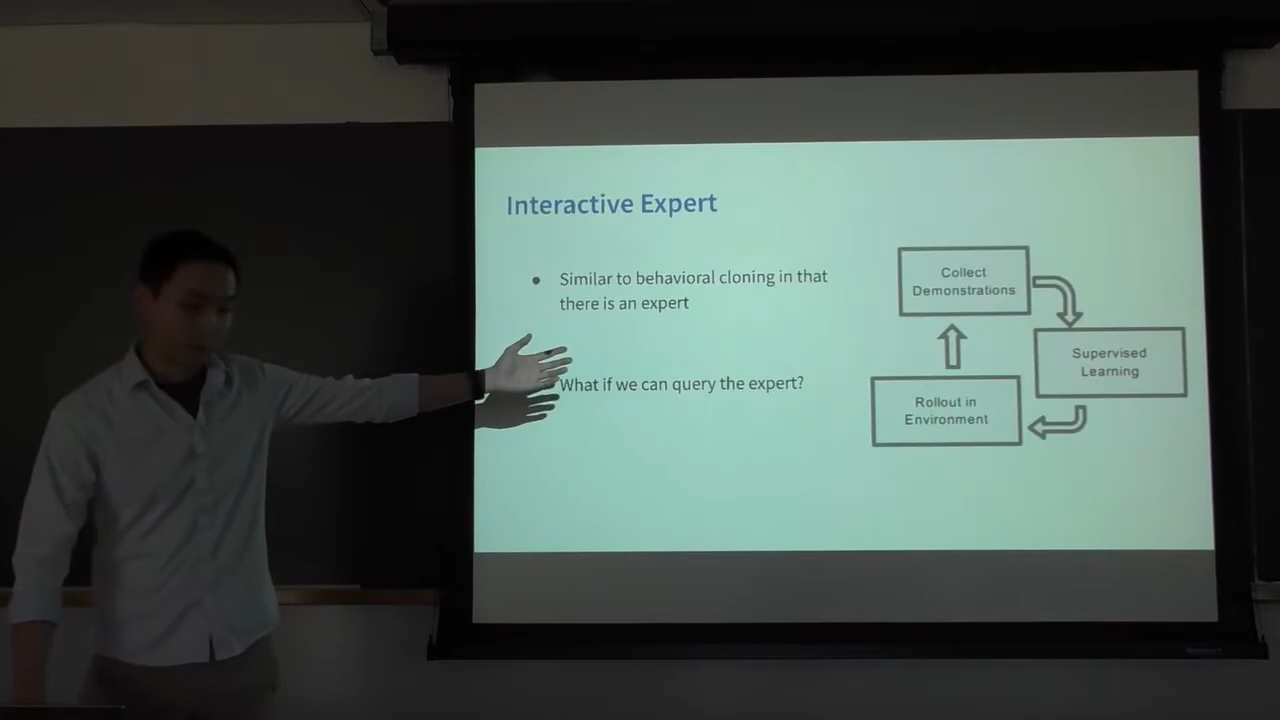 Interactive Expert
• Similar to behavioral cloning in that
there is an expert
What if we can query the expert?
Collect
Demonstrations
Supervised
Learning
Rollout in
Environment